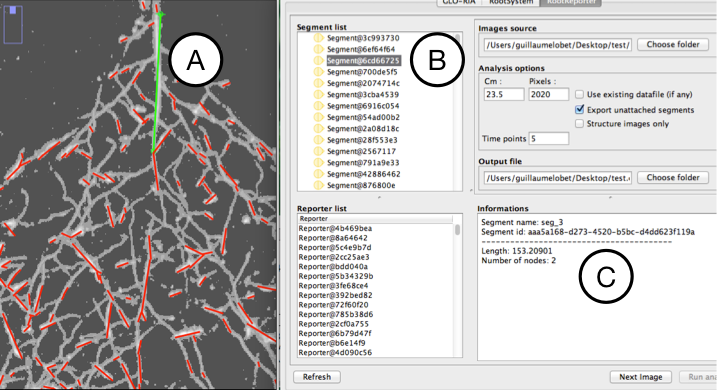 GLO-RIA RootSystem RootReporter
A
Segment list
Segment@3c993730
Segment@6ef64f64
Segment@6cd66725
Segment@700de5f5
Segment@2074714c
Segment@3cba4539
Segment@6916c054
Segment@54ad00b2
Segment@2a08d18c
Segment@28f553e3
Segment@2567117
Segment@791a9e33
Segment@42886462
Segment@876800e
B
Images source
/Users/guillaumelobet/Desktop/test/
Choose folder
Analysis options
Cm : Pixels :
23.5 2020
Use existing datafile (if any)
Export unattached segments
Structure images only
Time points 5
Output file
/Users/guillaumelobet/Desktop/test.
Choose folder
Reporter list
Reporter
Reporter@4b469bea
Reporter@8a64642
Reporter@5c4e9b7d
Reporter@2cc25ae3
Reporter@bdd040a
Reporter@5b34329b
Reporter@3fe68ce4
Reporter@392bed82
Reporter@72f60f20
Reporter@785b38d6
Reporter@2cf0a755
Reporter@6b79d47f
Reporter@b6e14f9
Reporter@4d090c56
Informations
Segment name: seg_3
Segment id: aaa5a168-d273-4520-b5bc-d4dd623f119a
Length: 153.20901
Number of nodes: 2
C
Refresh
Next Image
Run ana